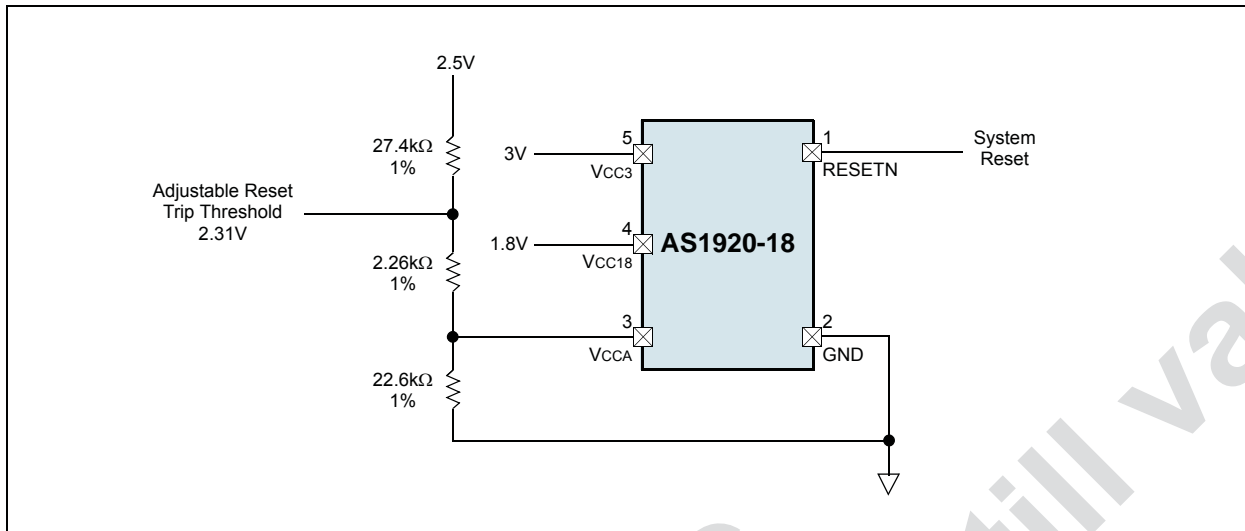 2.5V
27.4kΩ
1%
Adjustable Reset
Trip Threshold
2.31V
2.26kΩ
1%
22.6kΩ
1%
3V
5
VCC3
1.8V
4
VCC18
3
VCCA
AS1920-18
1
RESETN
System
Reset
2
GND
till